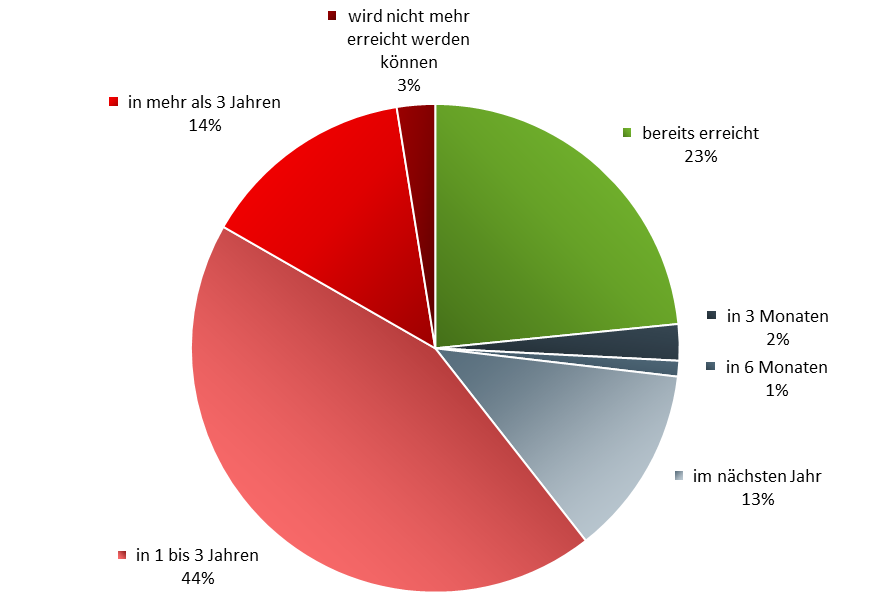 wird nicht mehr
erreicht werden
können
3%
in mehr als 3 Jahren
14%
bereits erreicht
23%
in 3 Monaten
2%
in 6 Monaten
1%
im nächsten Jahr
13%
in 1 bis 3 Jahren
44%